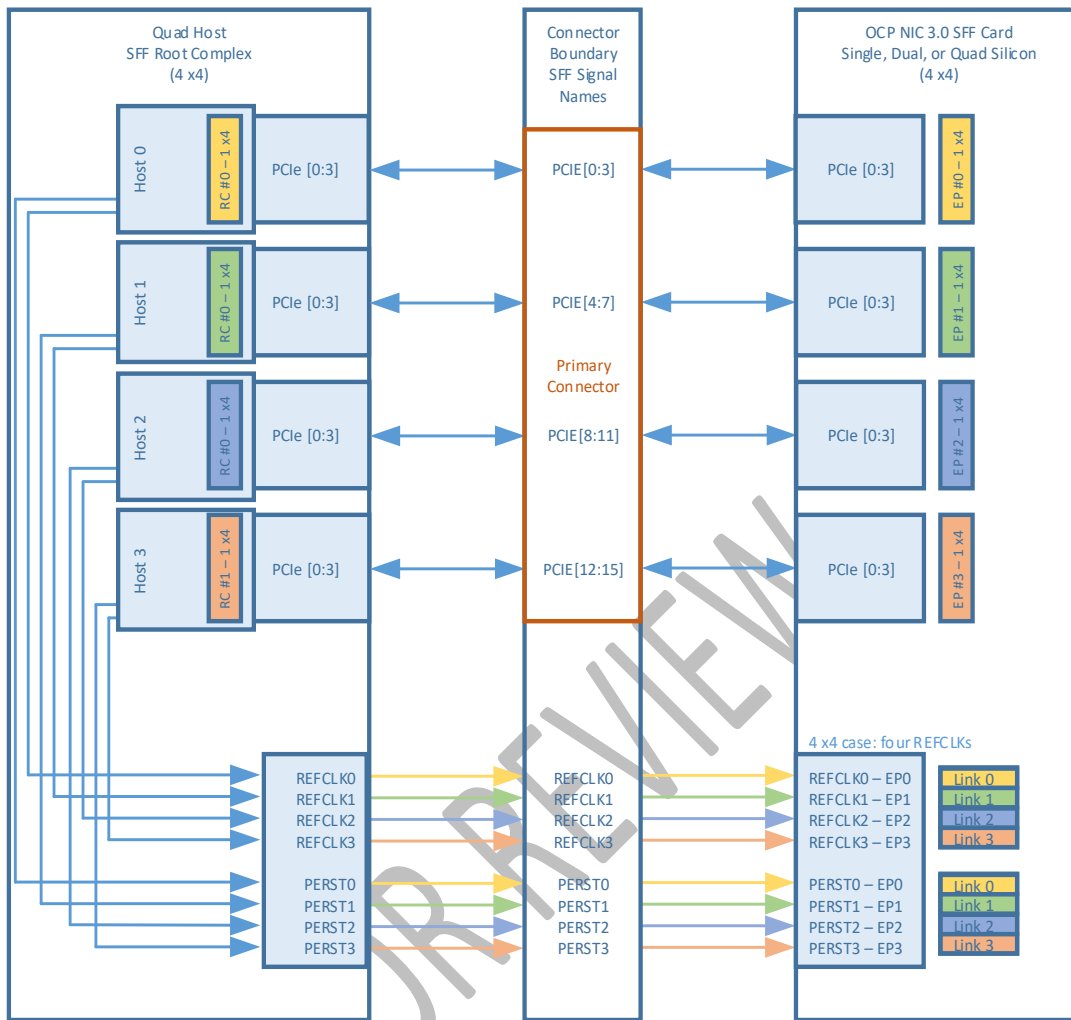 Quad Host
SFF Root Complex
(4 x4)
Connector
Boundary
SFF Signal
Names
OCP NIC 3.0 SFF Card
Single, Dual, or Quad Silicon
(4 x4)
Host 0
RC #0 – 1 x4
PCIe [0:3]
PCIE[0:3]
PCIe [0:3]
EP #0 – 1 x4
Host 1
RC #0 – 1 x4
PCIe [0:3]
PCIE[4:7]
PCIe [0:3]
EP #1 – 1 x4
Primary
Connector
Host 2
RC #0 – 1 x4
PCIe [0:3]
PCIE[8:11]
PCIe [0:3]
EP #2 – 1 x4
Host 3
RC #1 – 1 x4
PCIe [0:3]
PCIE[12:15]
PCIe [0:3]
EP #3 – 1 x4
4 x4 case: four REFCLKs
REFCLK0
REFCLK1
REFCLK2
REFCLK3
PERST0
PERST1
PERST2
PERST3
REFCLK0
REFCLK1
REFCLK2
REFCLK3
PERST0
PERST1
PERST2
PERST3
REFCLK0 – EP0
REFCLK1 – EP1
REFCLK2 – EP2
REFCLK3 – EP3
PERST0 – EP0
PERST1 – EP1
PERST2 – EP2
PERST3 – EP3
Link 0
Link 1
Link 2
Link 3
Link 0
Link 1
Link 2
Link 3
OR REVIEW